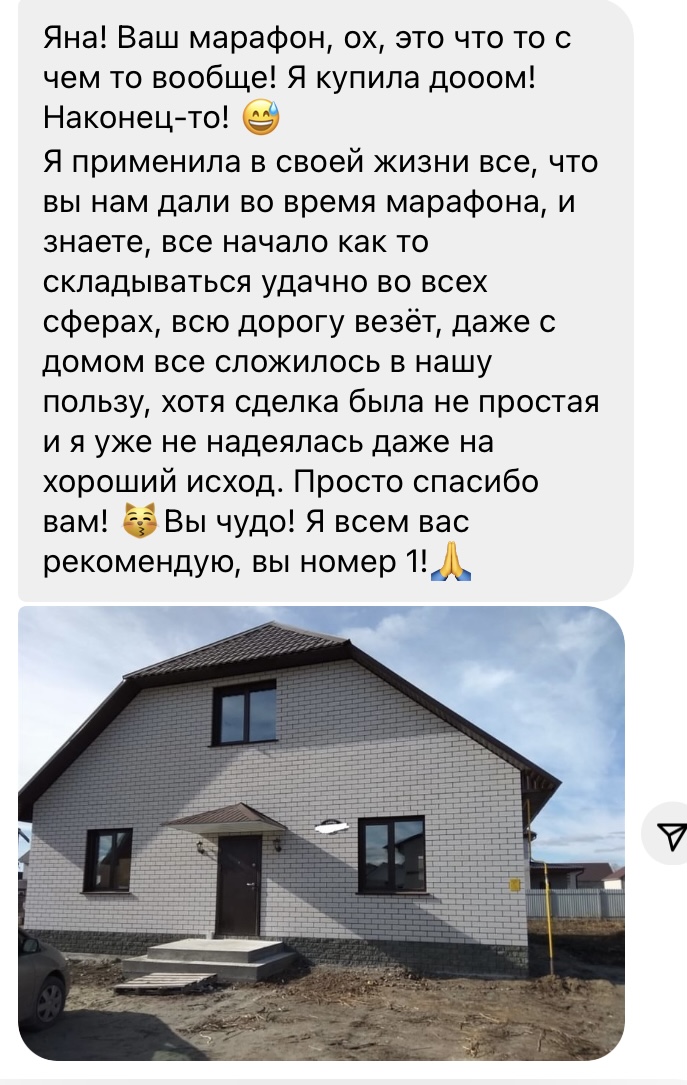 Яна! Ваш марафон, ох, это что то с
чем то вообще! Я купила дооом!
Наконец-то! 😅
Я применила в своей жизни все, что
вы нам дали во время марафона, и
знаете, все начало как то
складываться удачно во всех
сферах, всю дорогу везёт, даже с
домом все сложилось в нашу
пользу, хотя сделка была не простая
и я уже не надеялась даже на
хороший исход. Просто спасибо
вам! 😽Вы чудо! Я всем вас
рекомендую, вы номер 1!🙏